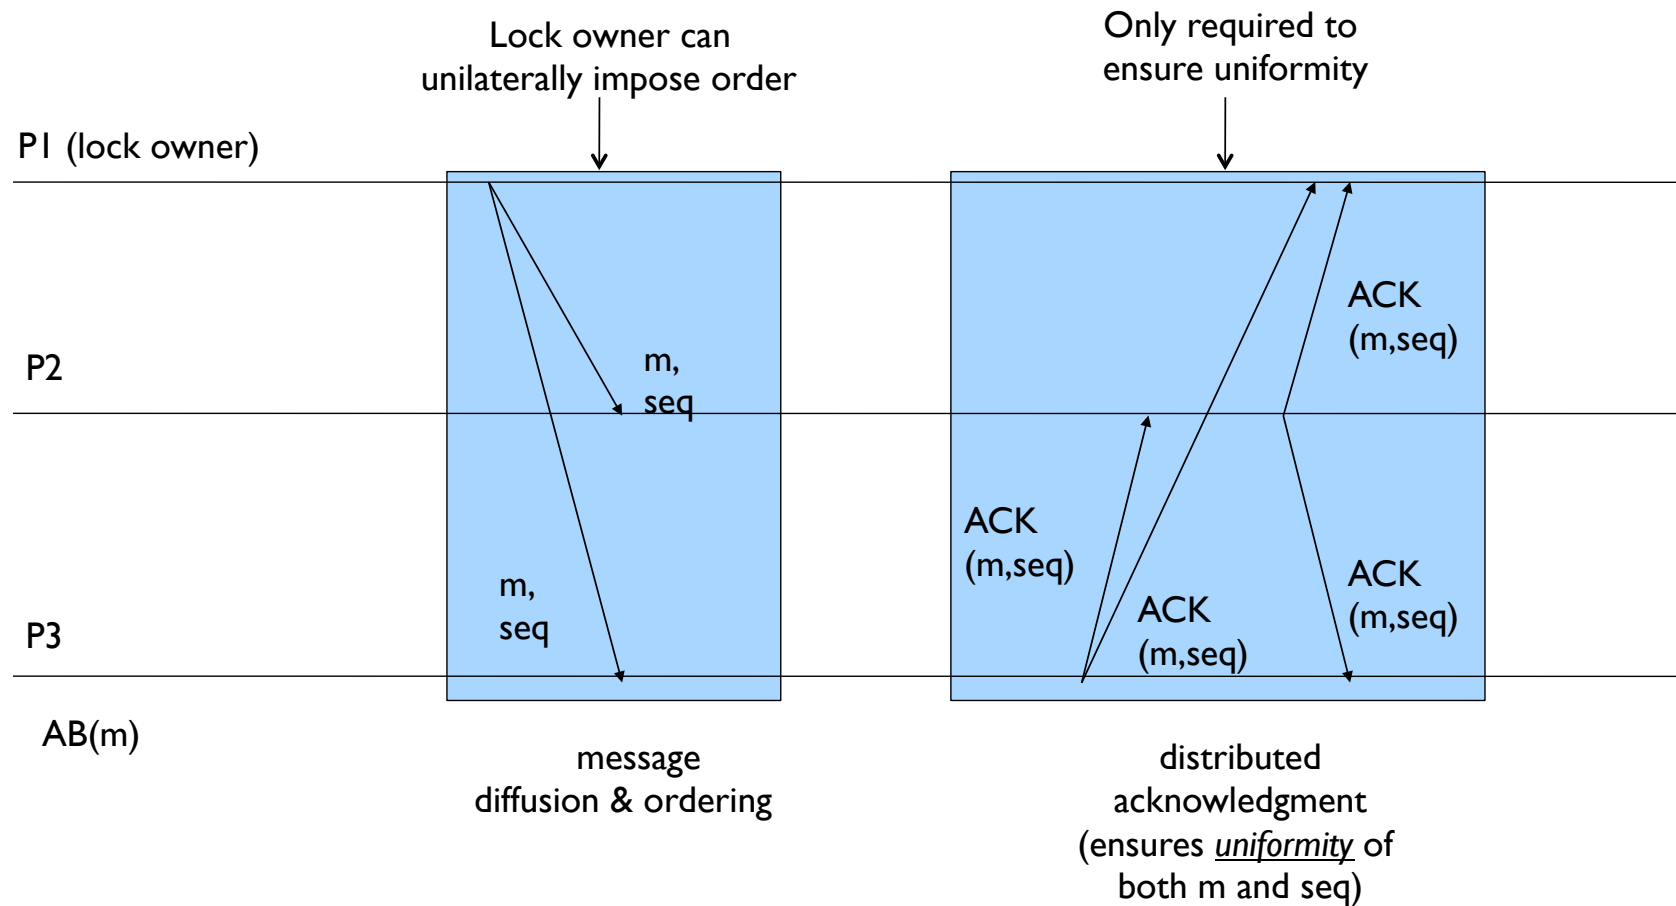 Lock owner can
unilaterally impose order
Only required to
ensure uniformity
P1 (lock owner)
ACK
(m,seq)
m,
seq
P2
ACK
(m,seq)
m,
seq
ACK
(m,seq)
ACK
(m,seq)
P3
AB(m)
message
diffusion & ordering
distributed
acknowledgment
(ensures uniformity of
both m and seq)